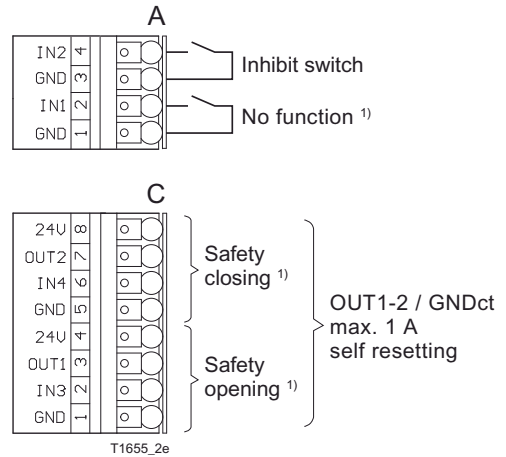 A
IN2 4
GND 3
IN1 2
GND 1
Inhibit switch
No function 1)
C
24V 8
OUT2 7
IN4 6
GND 5
24V 4
OUT1 3
IN3 2
GND 1
Safety
closing 1)
Safety
opening 1)
OUT1-2 / GNDct
max. 1 A
self resetting
T1655_2e